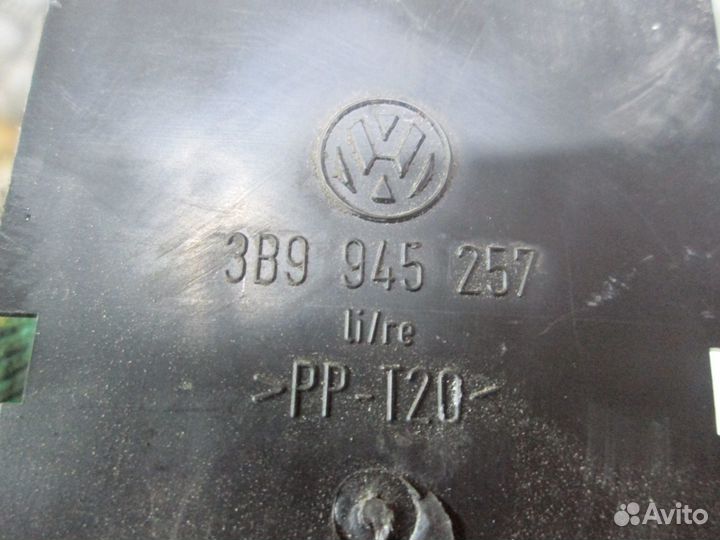 3B9 945 257
li/re
>PP-T20<
Avito